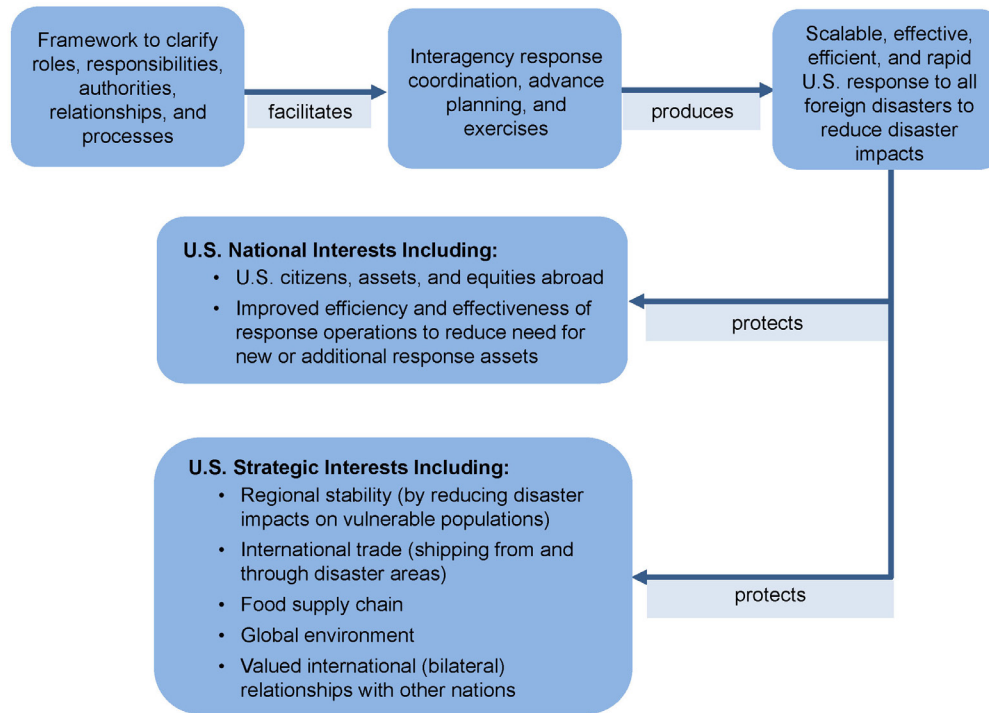 Framework to clarify
roles, responsibilities,
authorities,
relationships, and
processes
facilitates
Interagency response
coordination, advance
planning, and
exercises
produces
Scalable, effective,
efficient, and rapid
U.S. response to all
foreign disasters to
reduce disaster
impacts
U.S. National Interests Including:
• U.S. citizens, assets, and equities abroad
• Improved efficiency and effectiveness of
response operations to reduce need for
new or additional response assets
protects
U.S. Strategic Interests Including:
• Regional stability (by reducing disaster
impacts on vulnerable populations)
• International trade (shipping from and
through disaster areas)
• Food supply chain
• Global environment
• Valued international (bilateral)
relationships with other nations
protects